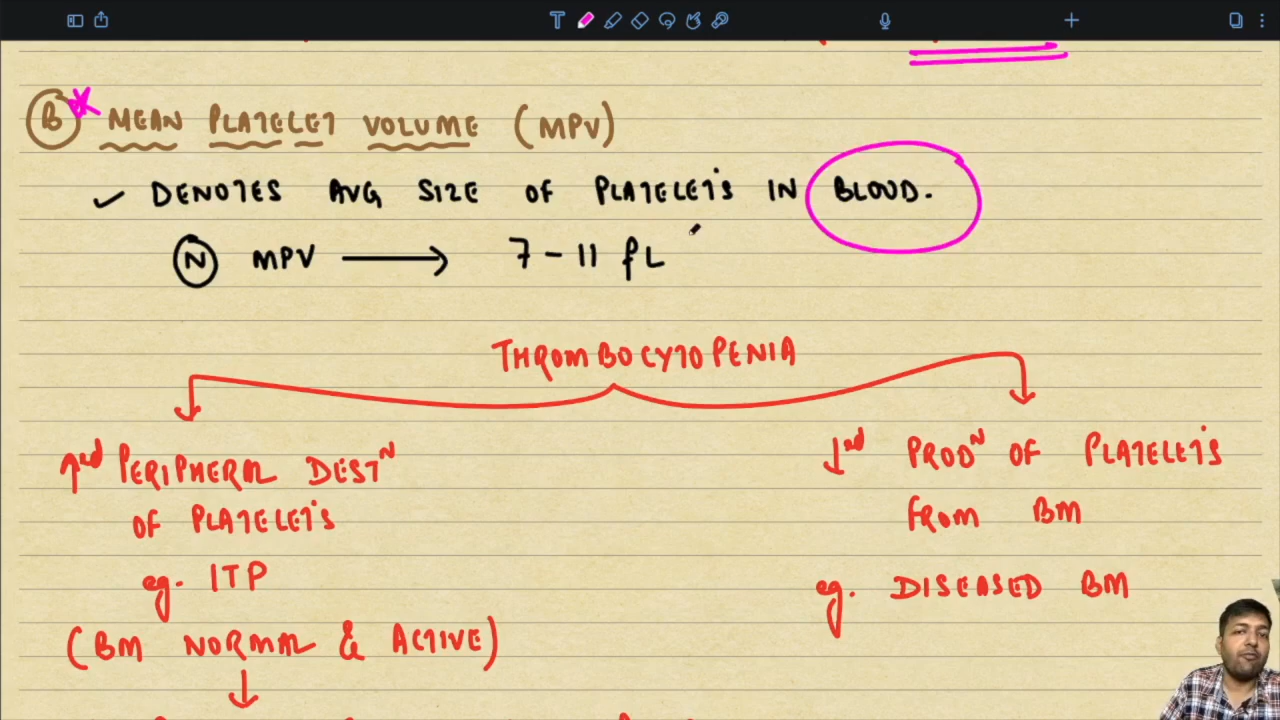 B * MEAN PLATELET VOLUME (MPV)
✓ DENOTES AVG SIZE OF PLATELETS IN BLOOD.
N MPV → 7-11 fL
THROMBOCYTOPENIA
↑ed PERIPHERAL DESTN
OF PLATELETS
eg. ITP
(BM NORMAL & ACTIVE)
↓
↓ed PRODN OF PLATELETS
FROM BM
eg. DISEASED BM